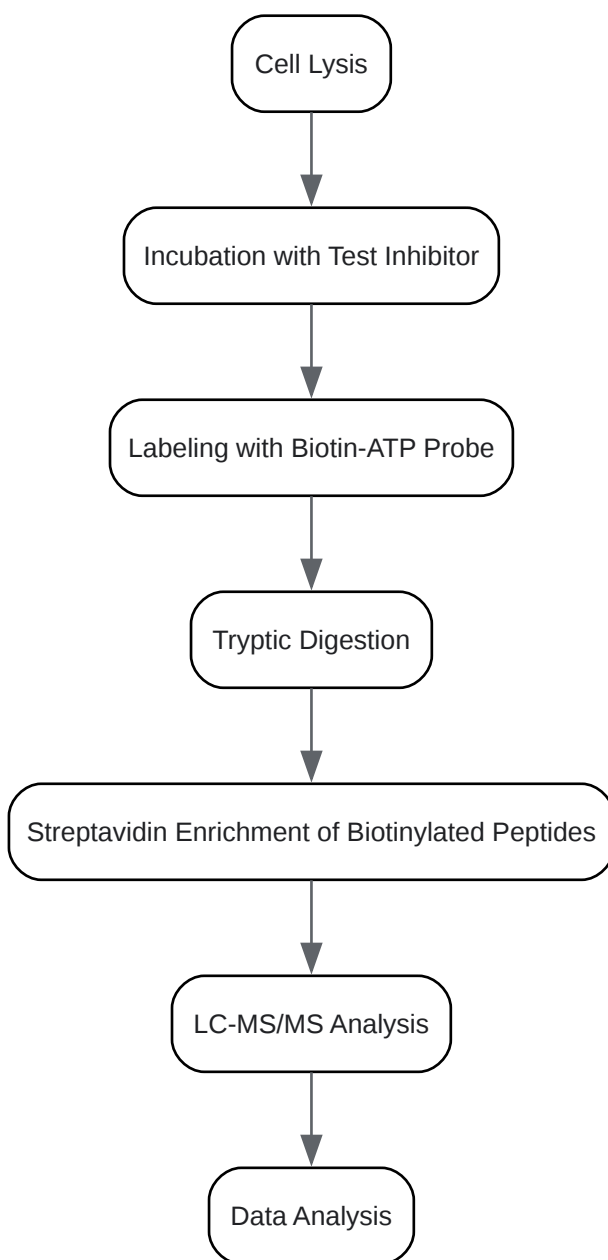 Cell Lysis
Incubation with Test Inhibitor
Labeling with Biotin-ATP Probe
Tryptic Digestion
Streptavidin Enrichment of Biotinylated Peptides
LC-MS/MS Analysis
Data Analysis